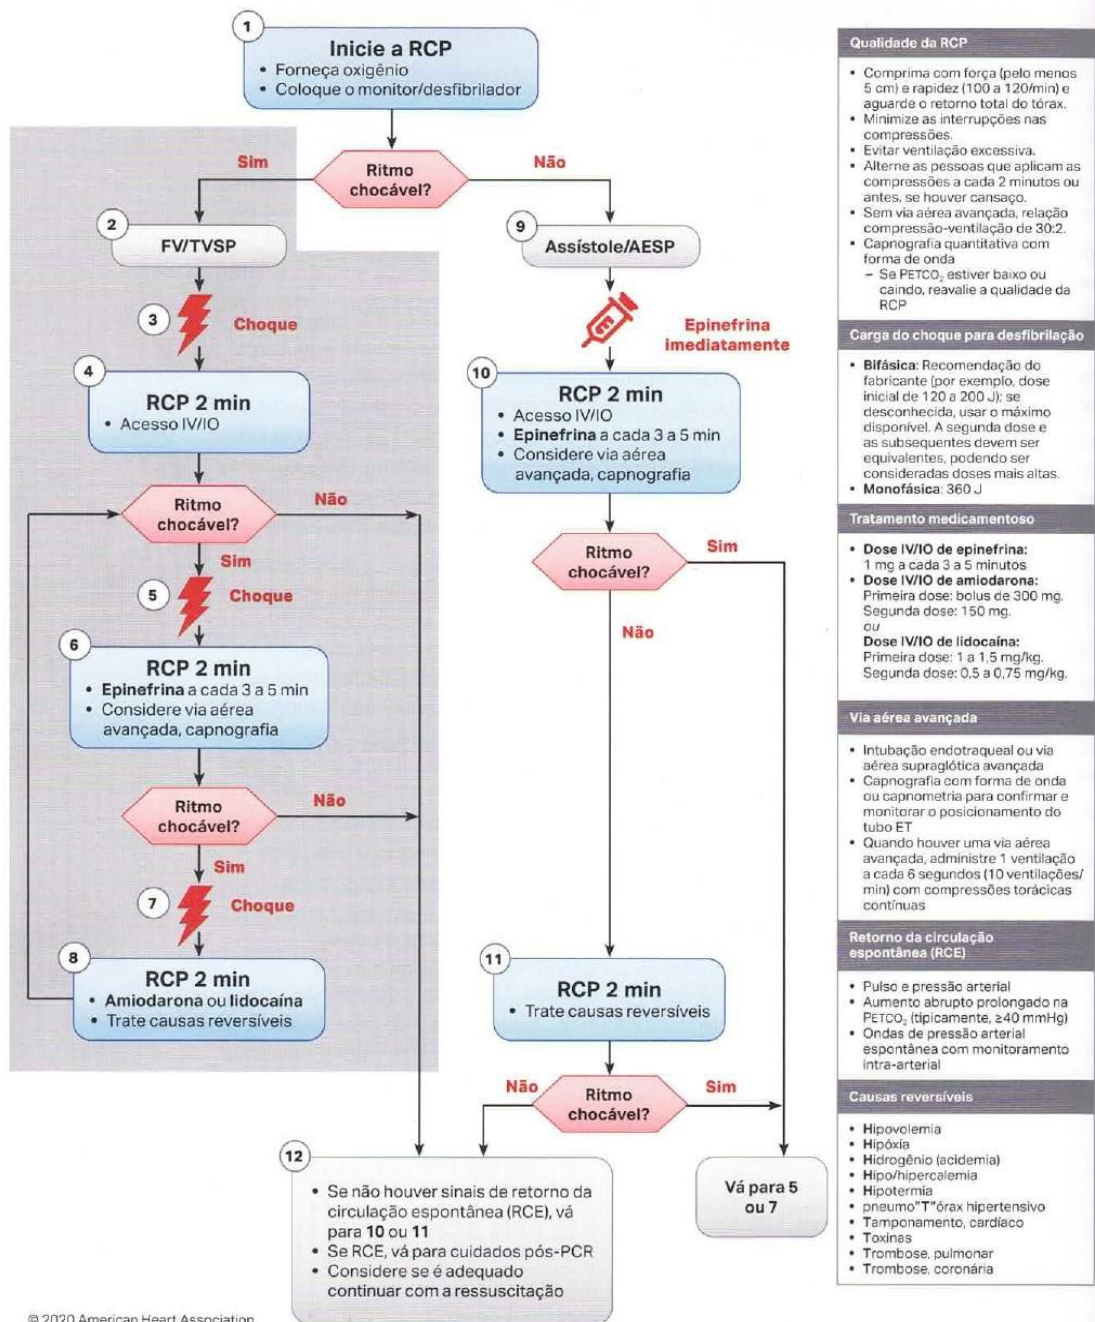 1
Inicie a RCP
• Forneça oxigênio
• Coloque o monitor/desfibrilador
Ritmo
chocável?
Sim
Não
2
FV/TVSP
3
Choque
4
RCP 2 min
• Acesso IV/IO
Ritmo
chocável?
Não
Sim
5
Choque
6
RCP 2 min
• Epinefrina a cada 3 a 5 min
• Considere via aérea
avançada, capnografia
Ritmo
chocável?
Não
Sim
7
Choque
8
RCP 2 min
• Amiodarona ou lidocaína
• Trate causas reversíveis
9
Assístole/AESP
Epinefrina
imediatamente
10
RCP 2 min
• Acesso IV/IO
• Epinefrina a cada 3 a 5 min
• Considere via aérea
avançada, capnografia
Ritmo
chocável?
Sim
Não
11
RCP 2 min
• Trate causas reversíveis
Não
Ritmo
chocável?
Sim
12
• Se não houver sinais de retorno da
circulação espontânea (RCE), vá
para 10 ou 11
• Se RCE, vá para cuidados pós-PCR
• Considere se é adequado
continuar com a ressuscitação
Vá para 5
ou 7
Qualidade da RCP
• Comprima com força (pelo menos
5 cm) e rapidez (100 a 120/min) e
aguarde o retorno total do tórax.
• Minimize as interrupções nas
compressões.
• Evitar ventilação excessiva.
• Alterne as pessoas que aplicam as
compressões a cada 2 minutos ou
antes, se houver cansaço.
• Sem via aérea avançada, relação
compressão-ventilação de 30:2.
• Capnografia quantitativa com
forma de onda
– Se PETCO₂ estiver baixo ou
caindo, reavalie a qualidade da
RCP
Carga do choque para desfibrilação
• Bifásica: Recomendação do
fabricante (por exemplo, dose
inicial de 120 a 200 J); se
desconhecida, usar o máximo
disponível. A segunda dose e
as subsequentes devem ser
equivalentes, podendo ser
consideradas doses mais altas.
• Monofásica: 360 J
Tratamento medicamentoso
• Dose IV/IO de epinefrina:
1 mg a cada 3 a 5 minutos
• Dose IV/IO de amiodarona:
Primeira dose: bolus de 300 mg.
Segunda dose: 150 mg.
ou
Dose IV/IO de lidocaína:
Primeira dose: 1 a 1,5 mg/kg.
Segunda dose: 0,5 a 0,75 mg/kg.
Via aérea avançada
• Intubação endotraqueal ou via
aérea supraglótica avançada
• Capnografia com forma de onda
ou capnometria para confirmar e
monitorar o posicionamento do
tubo ET
• Quando houver uma via aérea
avançada, administre 1 ventilação
a cada 6 segundos (10 ventilações/
min) com compressões torácicas
contínuas
Retorno da circulação
espontânea (RCE)
• Pulso e pressão arterial
• Aumento abrupto prolongado na
PETCO₂ (tipicamente, ≥40 mmHg)
• Ondas de pressão arterial
espontânea com monitoramento
intra-arterial
Causas reversíveis
• Hipovolemia
• Hipóxia
• Hidrogênio (acidemia)
• Hipo/hipercalemia
• Hipotermia
• pneumo"T"órax hipertensivo
• Tamponamento, cardíaco
• Toxinas
• Trombose, pulmonar
• Trombose, coronária
© 2020 American Heart Association